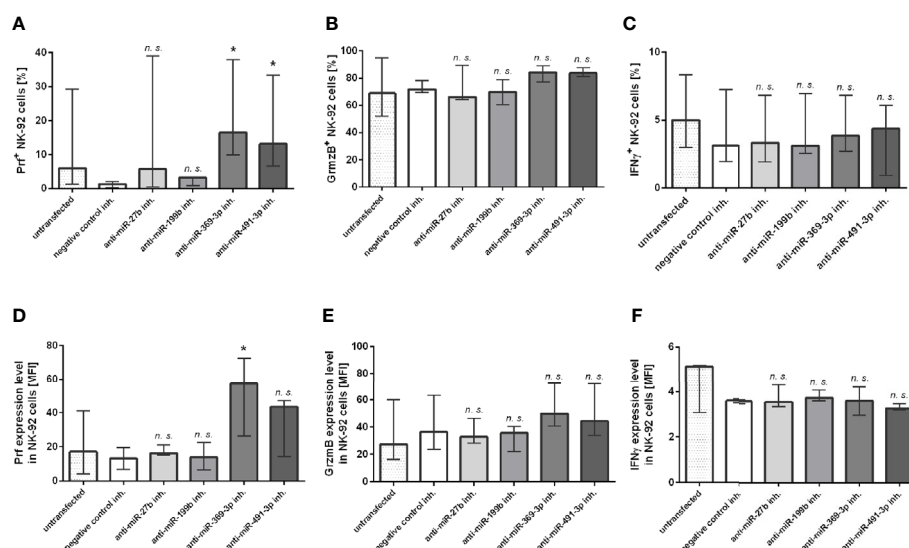 A
Prf+ NK-92 cells [%]
40
30
20
10
0
n. s.
n. s.
*
*
untransfected
negative control inh.
anti-miR-27b inh.
anti-miR-199b inh.
anti-miR-369-3p inh.
anti-miR-491-3p inh.
B
GrmzB+ NK-92 cells [%]
100
80
60
40
20
0
n. s.
n. s.
n. s.
n. s.
untransfected
negative control inh.
anti-miR-27b inh.
anti-miR-199b inh.
anti-miR-369-3p inh.
anti-miR-491-3p inh.
C
IFNγ+ NK-92 cells [%]
10
5
0
n. s.
n. s.
n. s.
n. s.
untransfected
negative control inh.
anti-miR-27b inh.
anti-miR-199b inh.
anti-miR-369-3p inh.
anti-miR-491-3p inh.
D
Prf expression level
in NK-92 cells [MFI]
80
60
40
20
0
n. s.
n. s.
*
n. s.
untransfected
negative control inh.
anti-miR-27b inh.
anti-miR-199b inh.
anti-miR-369-3p inh.
anti-miR-491-3p inh.
E
GrzmB expression level
in NK-92 cells [MFI]
100
80
60
40
20
0
n. s.
n. s.
n. s.
n. s.
untransfected
negative control inh.
anti-miR-27b inh.
anti-miR-199b inh.
anti-miR-369-3p inh.
anti-miR-491-3p inh.
F
IFNγ expression level
in NK-92 cells [MFI]
6
4
2
0
n. s.
n. s.
n. s.
n.s.
untransfected
negative control inh.
anti-miR-27b inh.
anti-miR-199b inh.
anti-miR-369-3p inh.
anti-miR-491-3p inh.